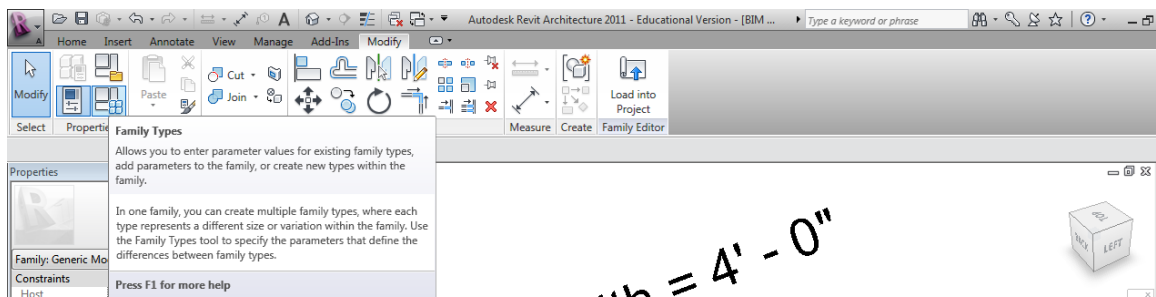 Autodesk Revit Architecture 2011 - Educational Version - [BIM ...
Type a keyword or phrase
Home Insert Annotate View Manage Add-Ins Modify
Modify
Paste
Cut
Join
Load into
Project
Select
Measure Create Family Editor
Family Types
Allows you to enter parameter values for existing family types,
add parameters to the family, or create new types within the
family.
In one family, you can create multiple family types, where each
type represents a different size or variation within the family. Use
the Family Types tool to specify the parameters that define the
differences between family types.
Press F1 for more help
Properties
Family: Generic Mo
Constraints
Host
= 4' - 0"
TOP
BACK
LEFT